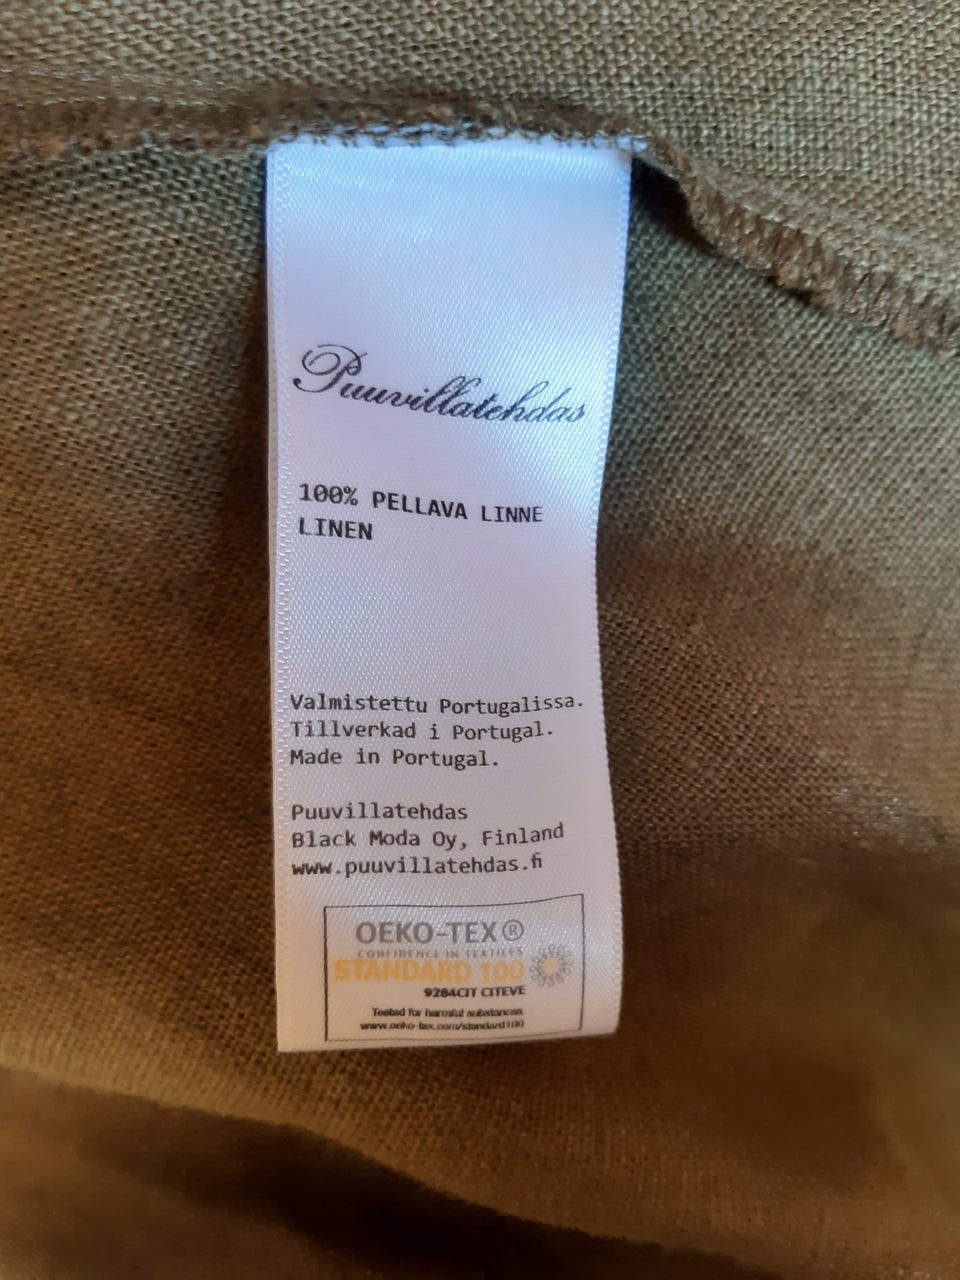 Puuvillatehdas
100% PELLAVA LINNE
LINEN
Valmistettu Portugalissa.
Tillverkad i Portugal.
Made in Portugal.
Puuvillatehdas
Black Moda Oy, Finland
www.puuvillatehdas.fi
OEKO-TEX®
CONFIDENCE IN TEXTILES
STANDARD 100
9284CIT CITEVE
Tested for harmful substances.
www.oeko-tex.com/standard100